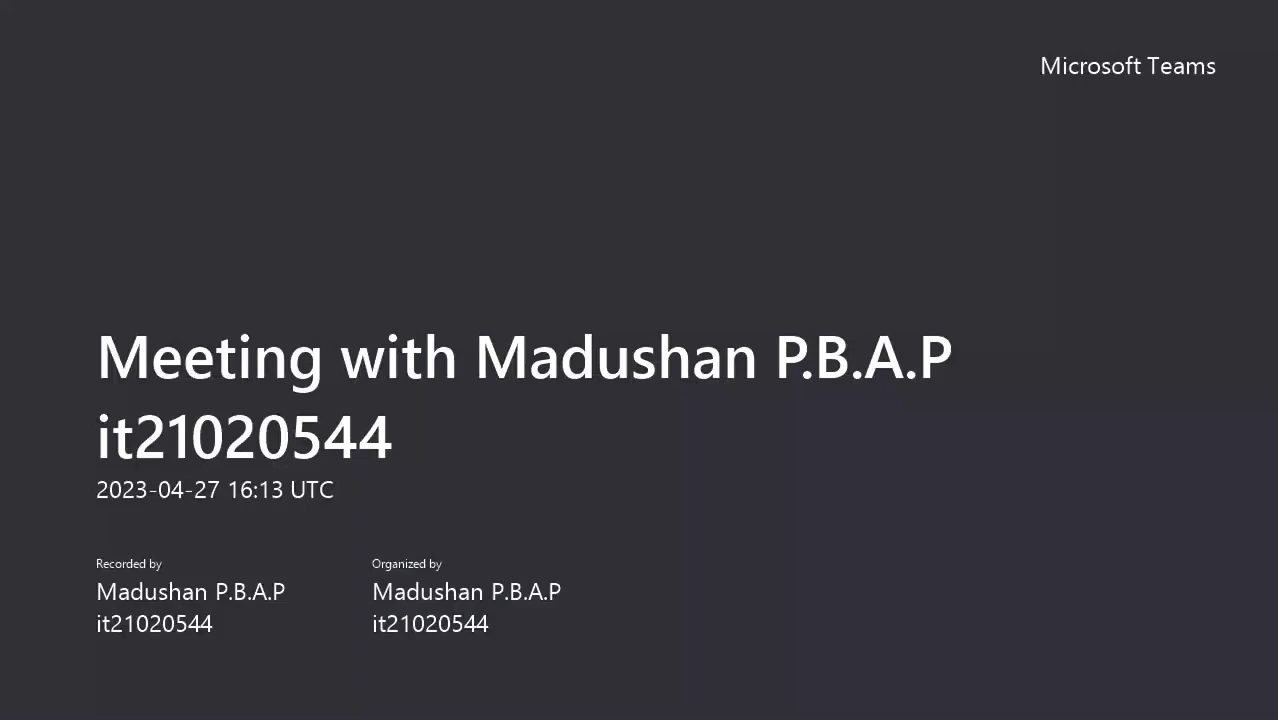 Microsoft Teams
Meeting with Madushan P.B.A.P
it21020544
2023-04-27 16:13 UTC
Recorded by
Madushan P.B.A.P
it21020544
Organized by
Madushan P.B.A.P
it21020544